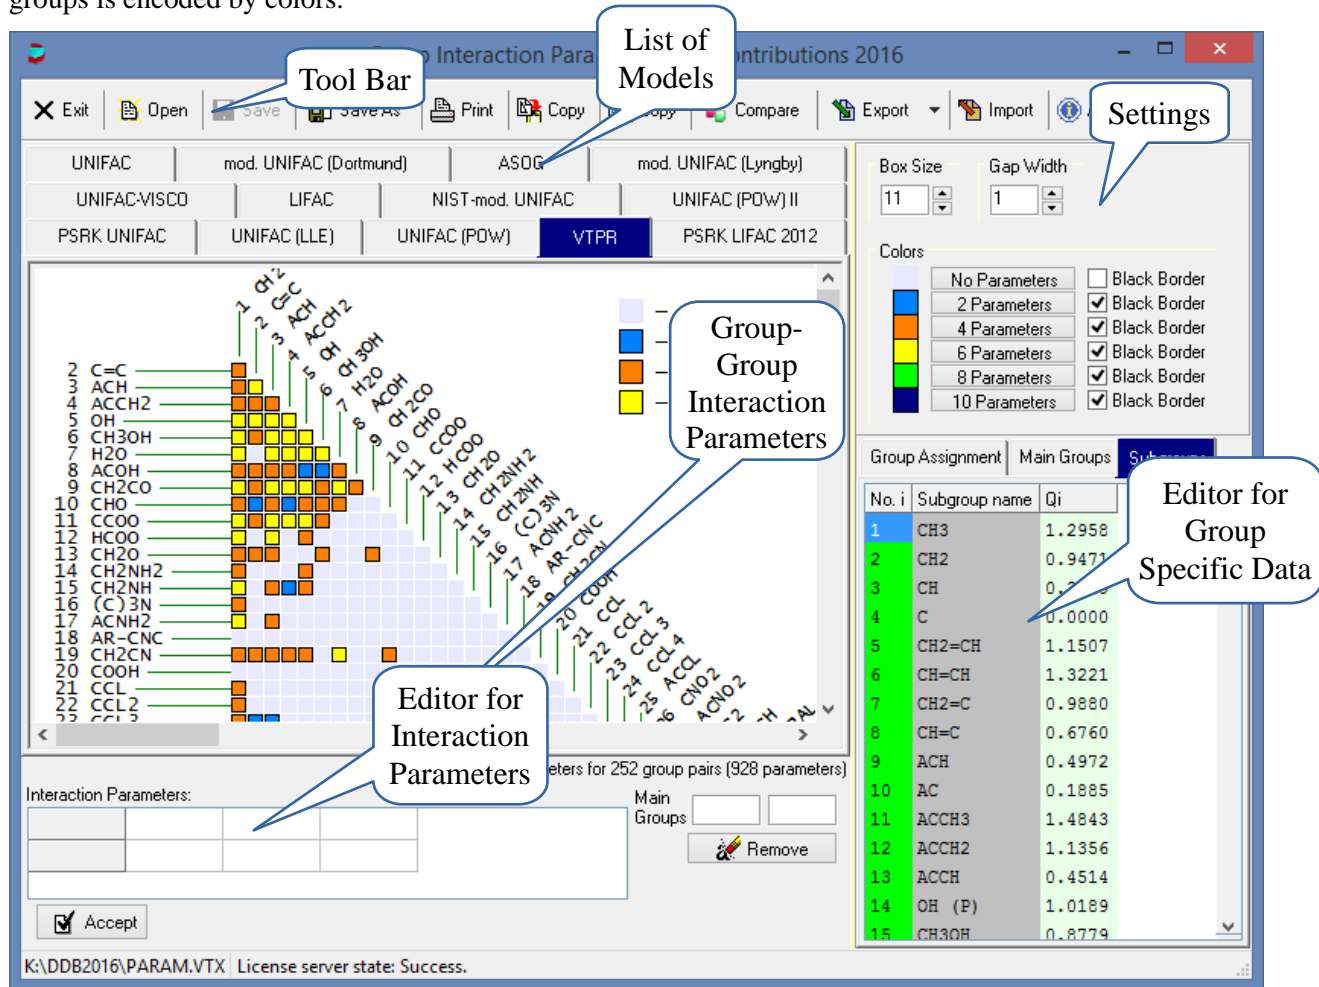 groups is encoded by colors.
Interaction Para
ontributions 2016
List of
Models
Tool Bar
Settings
Exit
Open
Save
Save As
Print
Copy
Compare
Export
Import
UNIFAC
mod. UNIFAC (Dortmund)
ASOG
mod. UNIFAC (Lyngby)
UNIFAC-VISCO
LIFAC
NIST-mod. UNIFAC
UNIFAC (POW) II
PSRK UNIFAC
UNIFAC (LLE)
UNIFAC (POW)
VTPR
PSRK LIFAC 2012
Box Size
Gap Width
11
1
Colors
No Parameters
Black Border
2 Parameters
Black Border
4 Parameters
Black Border
6 Parameters
Black Border
8 Parameters
Black Border
10 Parameters
Black Border
1 CH2
2 C=C
3 ACH
4 ACCH2
5 OH
6 CH3OH
7 H2O
8 ACOH
9 CH2CO
10 CHO
11 CCOO
12 HCOO
13 CH2O
14 CH2NH2
15 CH2NH
16 (C)3N
17 ACNH2
18 AR-CNC
19 CH2CN
20 COOH
21 CCL
22 CCL2
23 CCL3
24 CCL4
25 ACCL
CNO2
ACNO2
2 C=C
3 ACH
4 ACCH2
5 OH
6 CH3OH
7 H2O
8 ACOH
9 CH2CO
10 CHO
11 CCOO
12 HCOO
13 CH2O
14 CH2NH2
15 CH2NH
16 (C)3N
17 ACNH2
18 AR-CNC
19 CH2CN
20 COOH
21 CCL
22 CCL2
23 CCL3
Group-
Group
Interaction
Parameters
Editor for
Interaction
Parameters
Group Assignment
Main Groups
Subgroups
No. i
Subgroup name
Qi
1 CH3 1.2958
2 CH2 0.9471
3 CH
4 C 0.0000
5 CH2=CH 1.1507
6 CH=CH 1.3221
7 CH2=C 0.9880
8 CH=C 0.6760
9 ACH 0.4972
10 AC 0.1885
11 ACCH3 1.4843
12 ACCH2 1.1356
13 ACCH 0.4514
14 OH (P) 1.0189
15 CH3OH 0.8779
Editor for
Group
Specific Data
eters for 252 group pairs (928 parameters)
Interaction Parameters:
Main
Groups
Remove
Accept
K:\DDB2016\PARAM.VTX
License server state: Success.